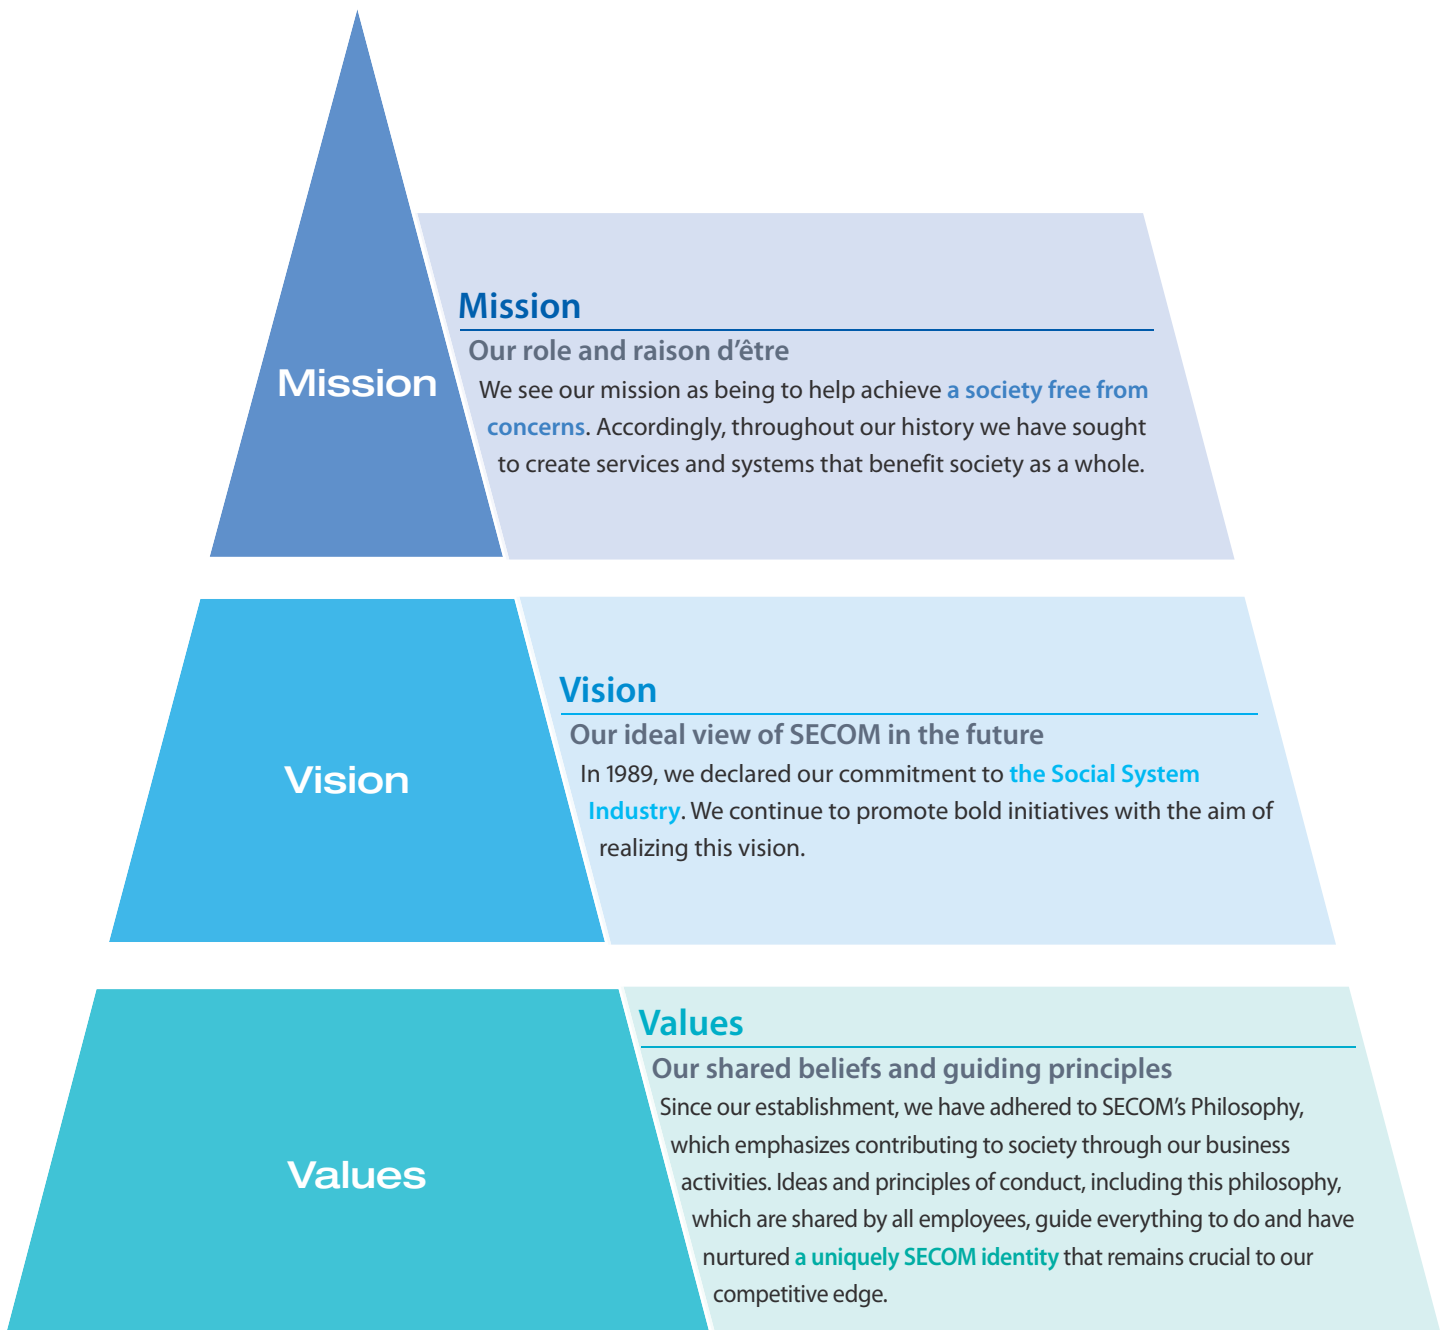 Mission
Mission
Our role and raison d’être
We see our mission as being to help achieve a society free from
concerns. Accordingly, throughout our history we have sought
to create services and systems that benefit society as a whole.
Vision
Vision
Our ideal view of SECOM in the future
In 1989, we declared our commitment to the Social System
Industry. We continue to promote bold initiatives with the aim of
realizing this vision.
Values
Values
Our shared beliefs and guiding principles
Since our establishment, we have adhered to SECOM’s Philosophy,
which emphasizes contributing to society through our business
activities. Ideas and principles of conduct, including this philosophy,
which are shared by all employees, guide everything to do and have
nurtured a uniquely SECOM identity that remains crucial to our
competitive edge.